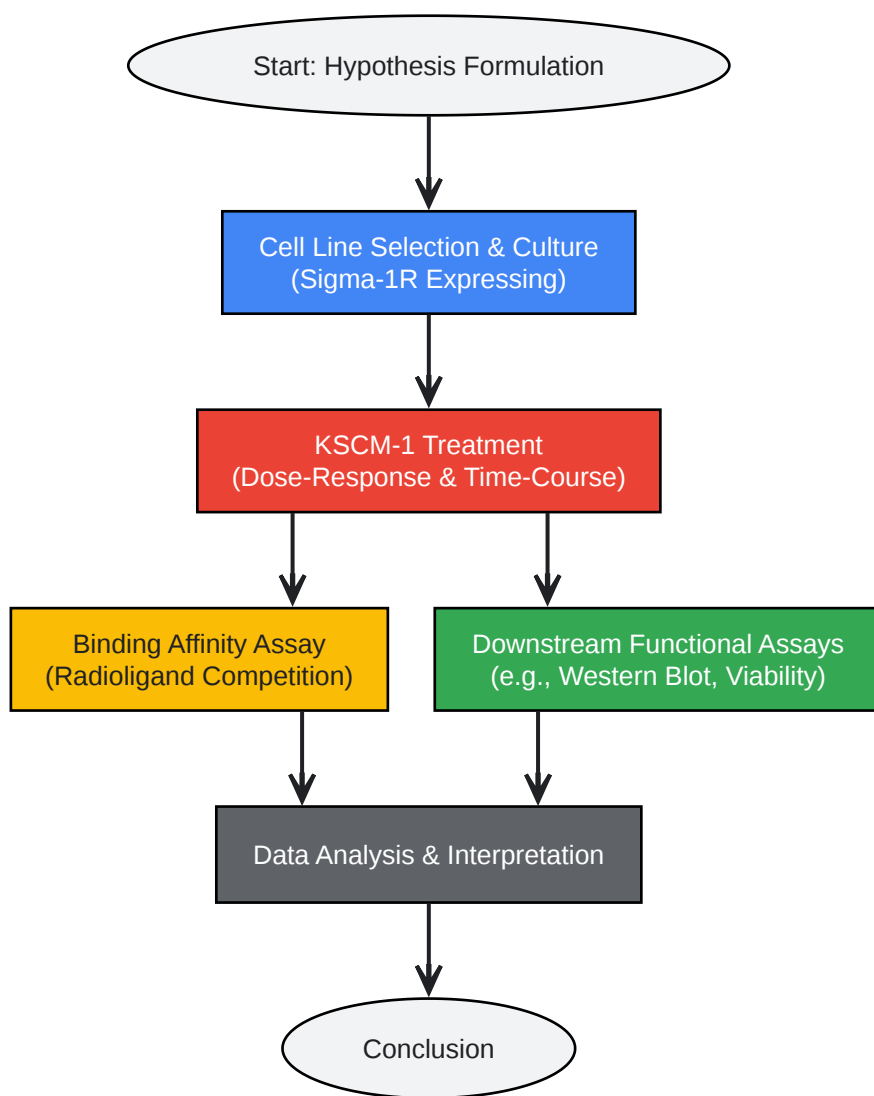 Start: Hypothesis Formulation
Cell Line Selection & Culture
(Sigma-1R Expressing)
KSCM-1 Treatment
(Dose-Response & Time-Course)
Binding Affinity Assay
(Radioligand Competition)
Downstream Functional Assays
(e.g., Western Blot, Viability)
Data Analysis & Interpretation
Conclusion